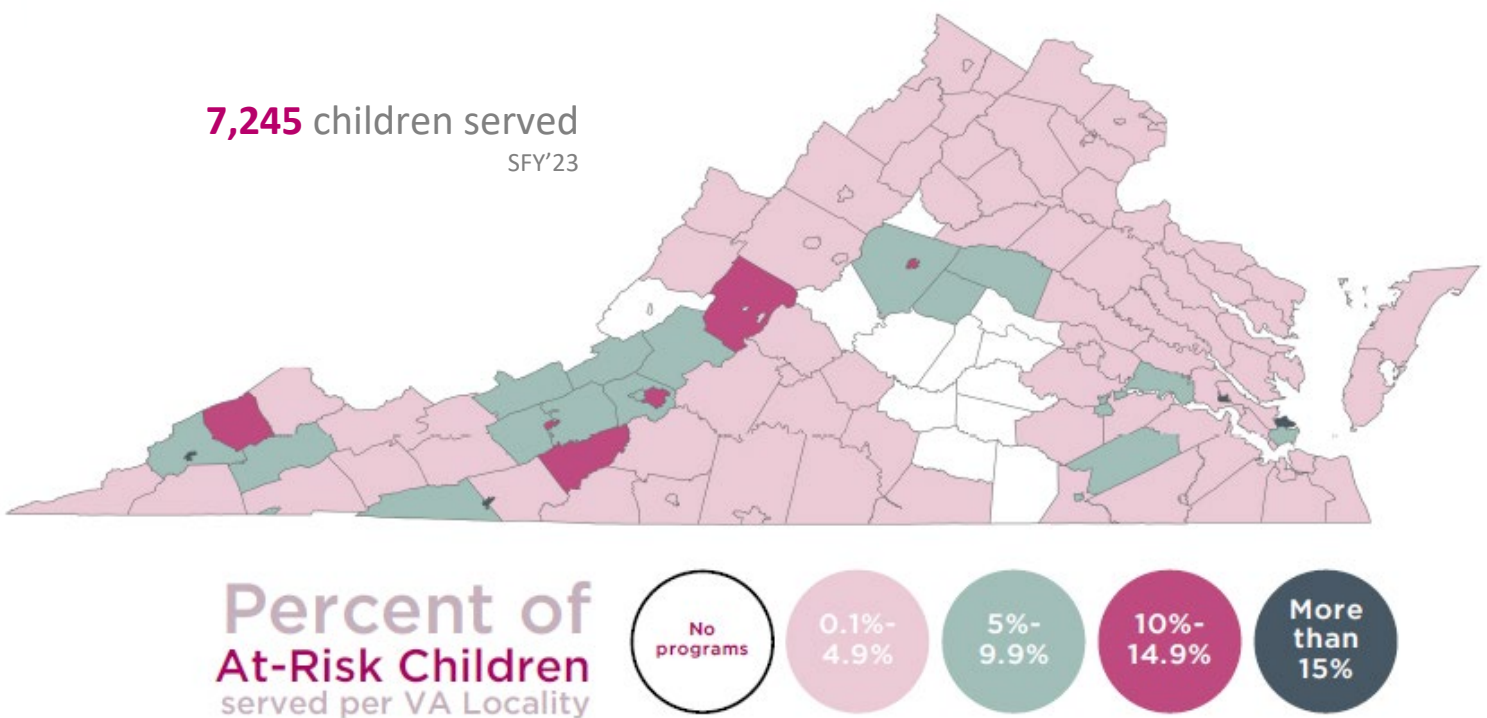 7,245 children served
SFY'23
Percent of
At-Risk Children
served per VA Locality
No
programs
0.1%-
4.9%
5%-
9.9%
10%-
14.9%
More
than
15%